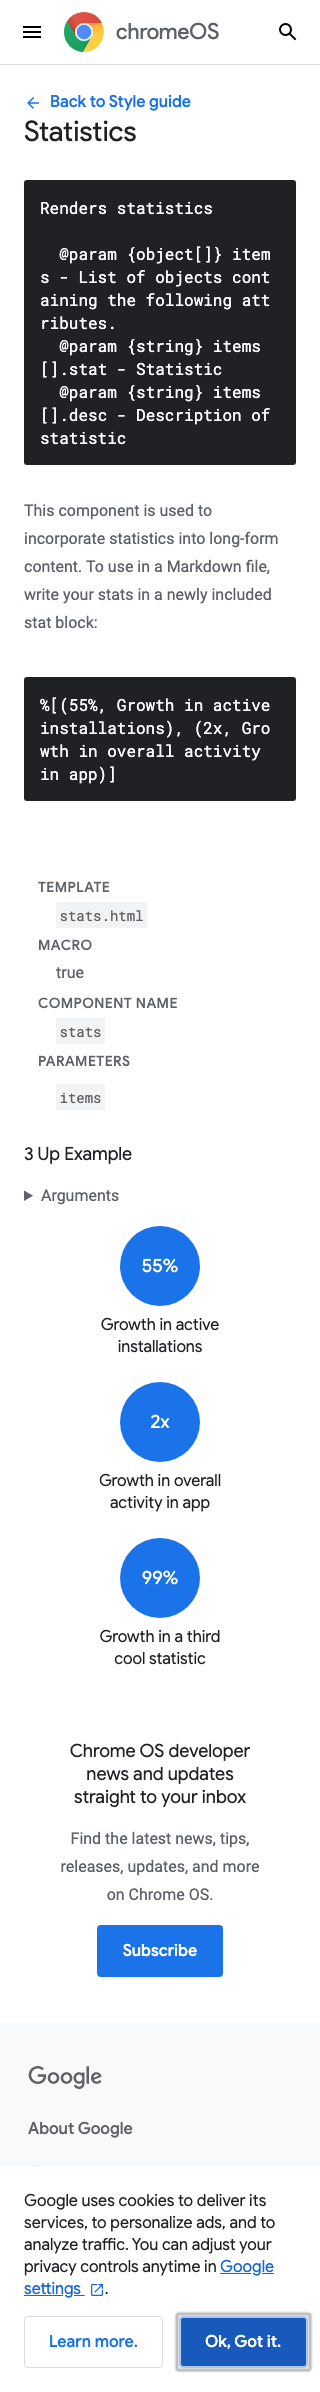 chromeOS
Back to Style guide
Statistics
Renders statistics
@param {object[]} item
s - List of objects cont
aining the following att
ributes.
@param {string} items
[].stat - Statistic
@param {string} items
[].desc - Description of
statistic
This component is used to
incorporate statistics into long-form
content. To use in a Markdown file,
write your stats in a newly included
stat block:
%[(55%, Growth in active
installations), (2x, Gro
wth in overall activity
in app)]
TEMPLATE
stats.html
MACRO
true
COMPONENT NAME
stats
PARAMETERS
items
3 Up Example
Arguments
55%
Growth in active
installations
2x
Growth in overall
activity in app
99%
Growth in a third
cool statistic
Chrome OS developer
news and updates
straight to your inbox
Find the latest news, tips,
releases, updates, and more
on Chrome OS.
Subscribe
Google
About Google
Google uses cookies to deliver its
services, to personalize ads, and to
analyze traffic. You can adjust your
privacy controls anytime in Google
settings .
Learn more. Ok, Got it.